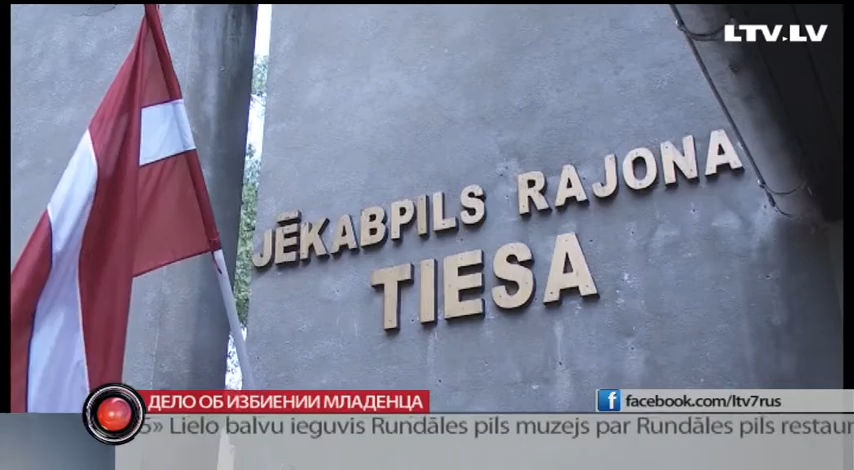 LTV.LV
JĒKABPILS RAJONA
TIESA
ДЕЛО ОБ ИЗБИЕНИИ МЛАДЕНЦА
f facebook.com/ltv7rus
5» Lielo balvu ieguvis Rundāles pils muzejs par Rundāles pils